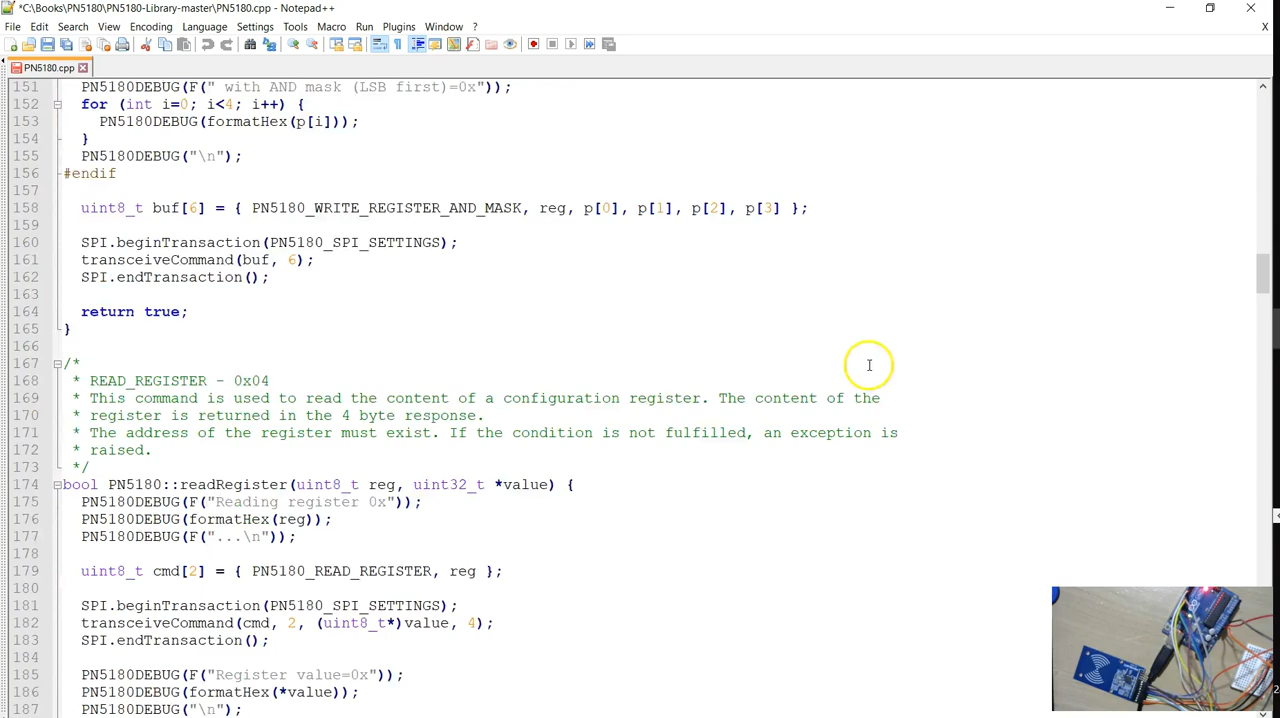 *C:\Books\PN5180\PN5180-Library-master\PN5180.cpp - Notepad++
File Edit Search View Encoding Language Settings Tools Macro Run Plugins Window ? X
PN5180.cpp
151 PN5180DEBUG(F(" with AND mask (LSB first)=0x"));
152 for (int i=0; i<4; i++) {
153 PN5180DEBUG(formatHex(p[i]));
154 }
155 PN5180DEBUG("\n");
156 #endif
157
158 uint8_t buf[6] = { PN5180_WRITE_REGISTER_AND_MASK, reg, p[0], p[1], p[2], p[3] };
159
160 SPI.beginTransaction(PN5180_SPI_SETTINGS);
161 transceiveCommand(buf, 6);
162 SPI.endTransaction();
163
164 return true;
165 }
166
167 /*
168 * READ_REGISTER - 0x04
169 * This command is used to read the content of a configuration register. The content of the
170 * register is returned in the 4 byte response.
171 * The address of the register must exist. If the condition is not fulfilled, an exception is
172 * raised.
173 */
174 bool PN5180::readRegister(uint8_t reg, uint32_t *value) {
175 PN5180DEBUG(F("Reading register 0x"));
176 PN5180DEBUG(formatHex(reg));
177 PN5180DEBUG(F("...\n"));
178
179 uint8_t cmd[2] = { PN5180_READ_REGISTER, reg };
180
181 SPI.beginTransaction(PN5180_SPI_SETTINGS);
182 transceiveCommand(cmd, 2, (uint8_t*)value, 4);
183 SPI.endTransaction();
184
185 PN5180DEBUG(F("Register value=0x"));
186 PN5180DEBUG(formatHex(*value));
187 PN5180DEBUG("\n");